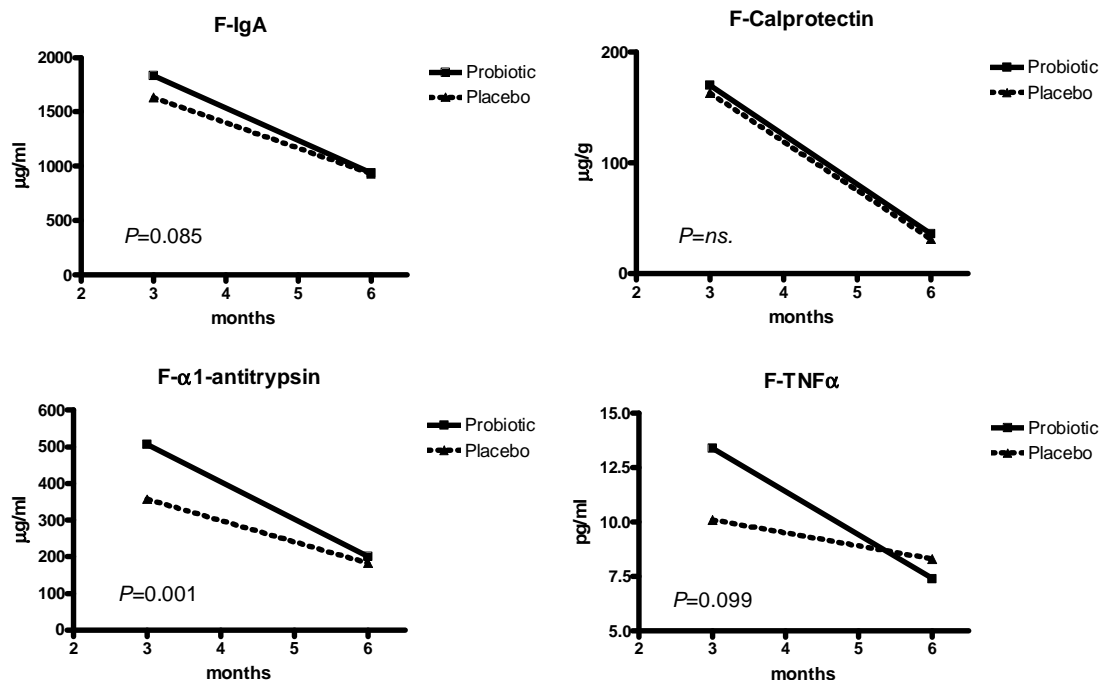 F-IgA
2000
1500
1000
500
0
µg/ml
2 3 4 5 6
months
P=0.085
Probiotic
Placebo
F-Calprotectin
200
100
0
µg/g
2 3 4 5 6
months
P=ns.
Probiotic
Placebo
F-α1-antitrypsin
600
500
400
300
200
100
0
µg/ml
2 3 4 5 6
months
P=0.001
Probiotic
Placebo
F-TNFα
15.0
12.5
10.0
7.5
5.0
pg/ml
2 3 4 5 6
months
P=0.099
Probiotic
Placebo